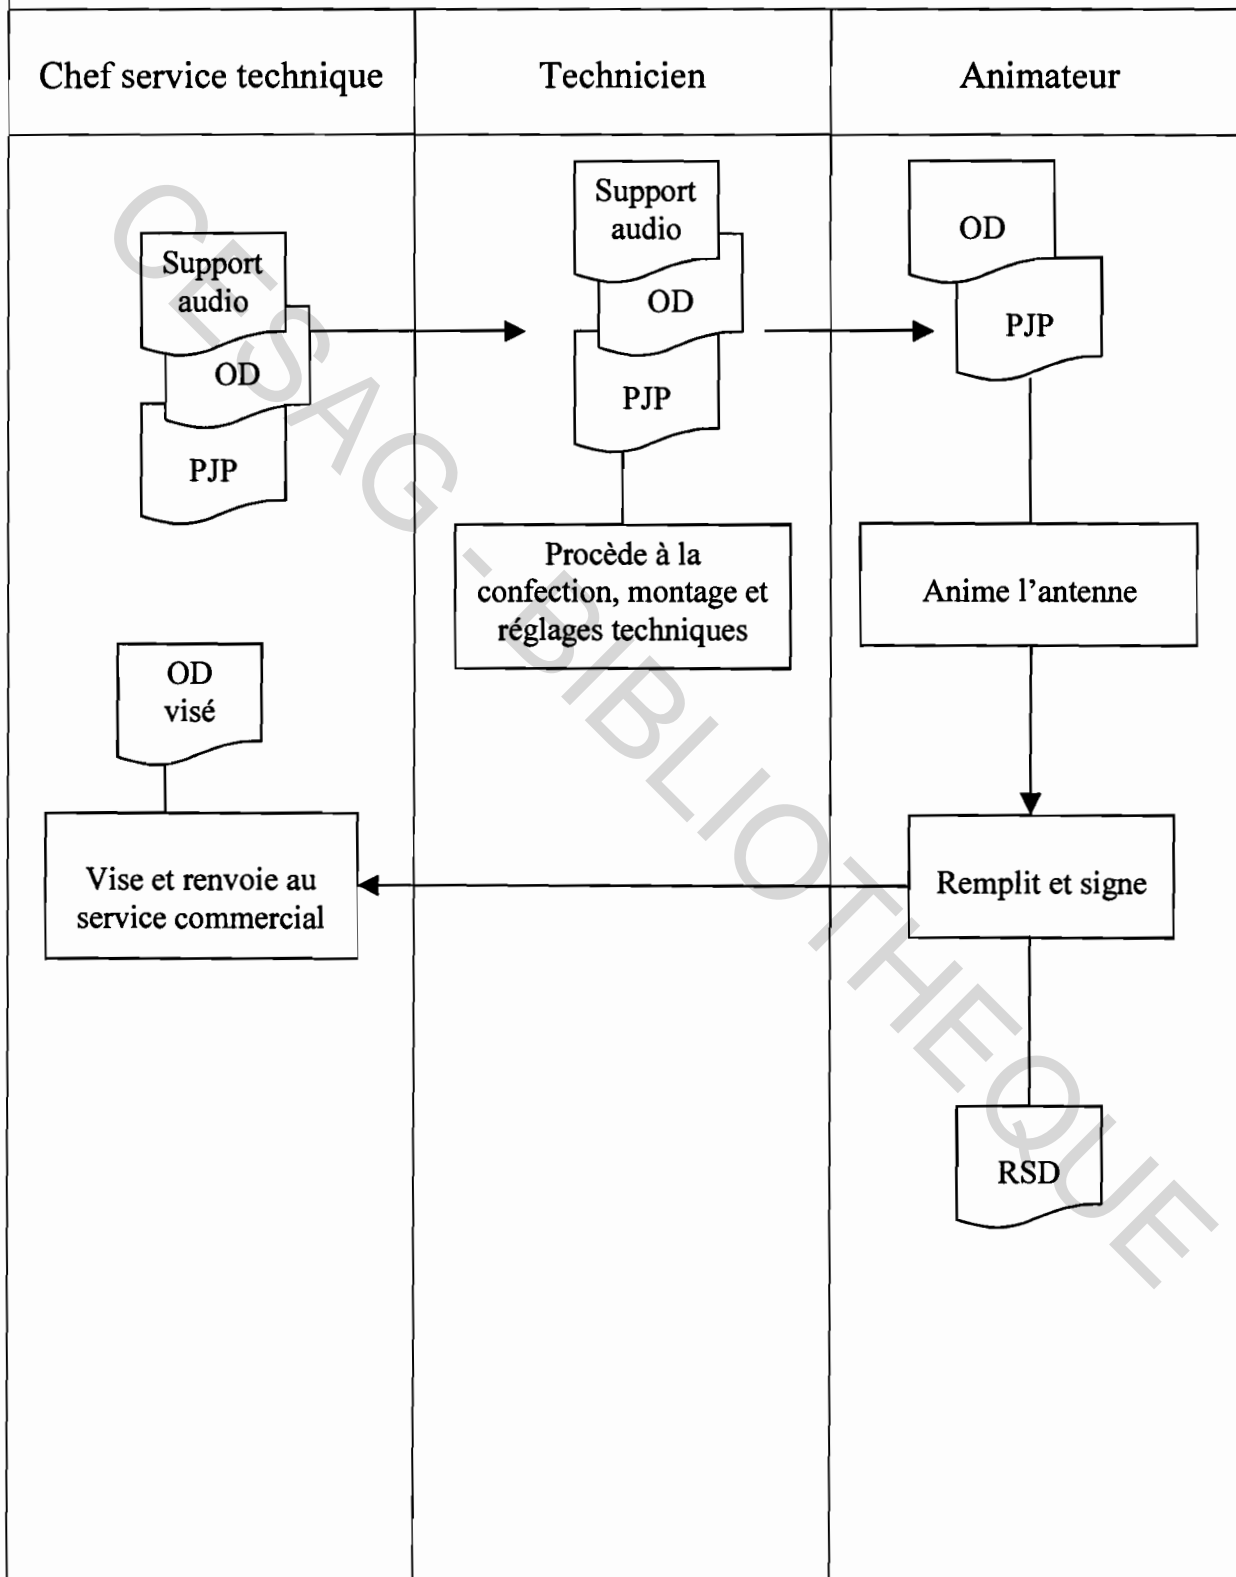 Chef service technique
Technicien
Animateur
Support
audio
OD
PJP
Support
audio
OD
PJP
OD
PJP
Procède à la
confection, montage et
réglages techniques
Anime l'antenne
OD
visé
Vise et renvoie au
service commercial
Remplit et signe
RSD
CESAG - BIBLIOTHEQUE